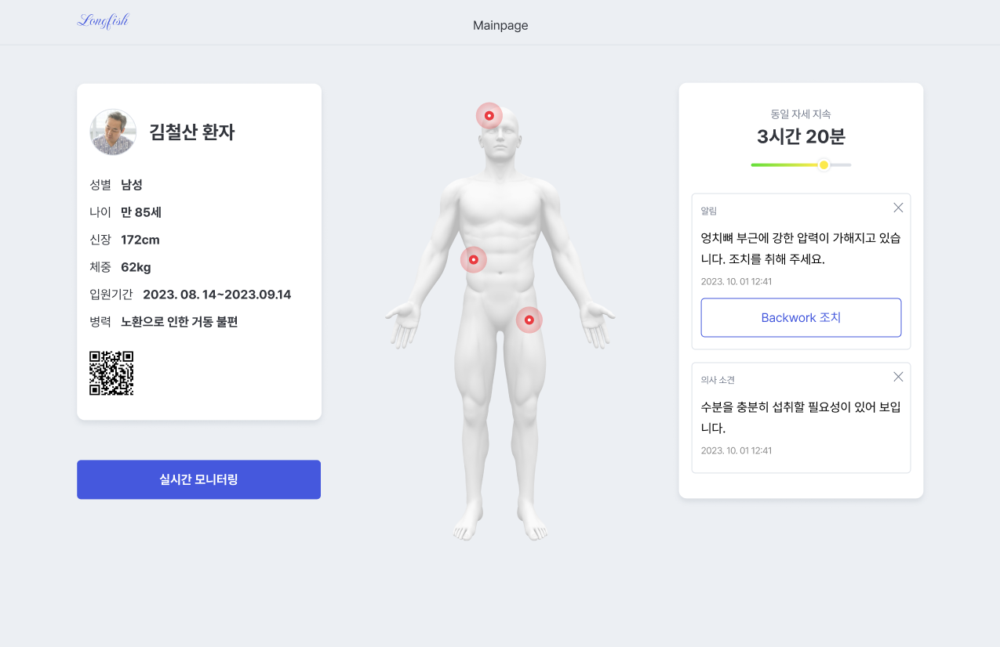 Longfish
Mainpage
김철산 환자
성별 남성
나이 만 85세
신장 172cm
체중 62kg
입원기간 2023. 08. 14~2023.09.14
병력 노환으로 인한 거동 불편
실시간 모니터링
동일 자세 지속
3시간 20분
알림
엉치뼈 부근에 강한 압력이 가해지고 있습
니다. 조치를 취해 주세요.
2023. 10. 01 12:41
Backwork 조치
의사 소견
수분을 충분히 섭취할 필요성이 있어 보입
니다.
2023. 10. 01 12:41